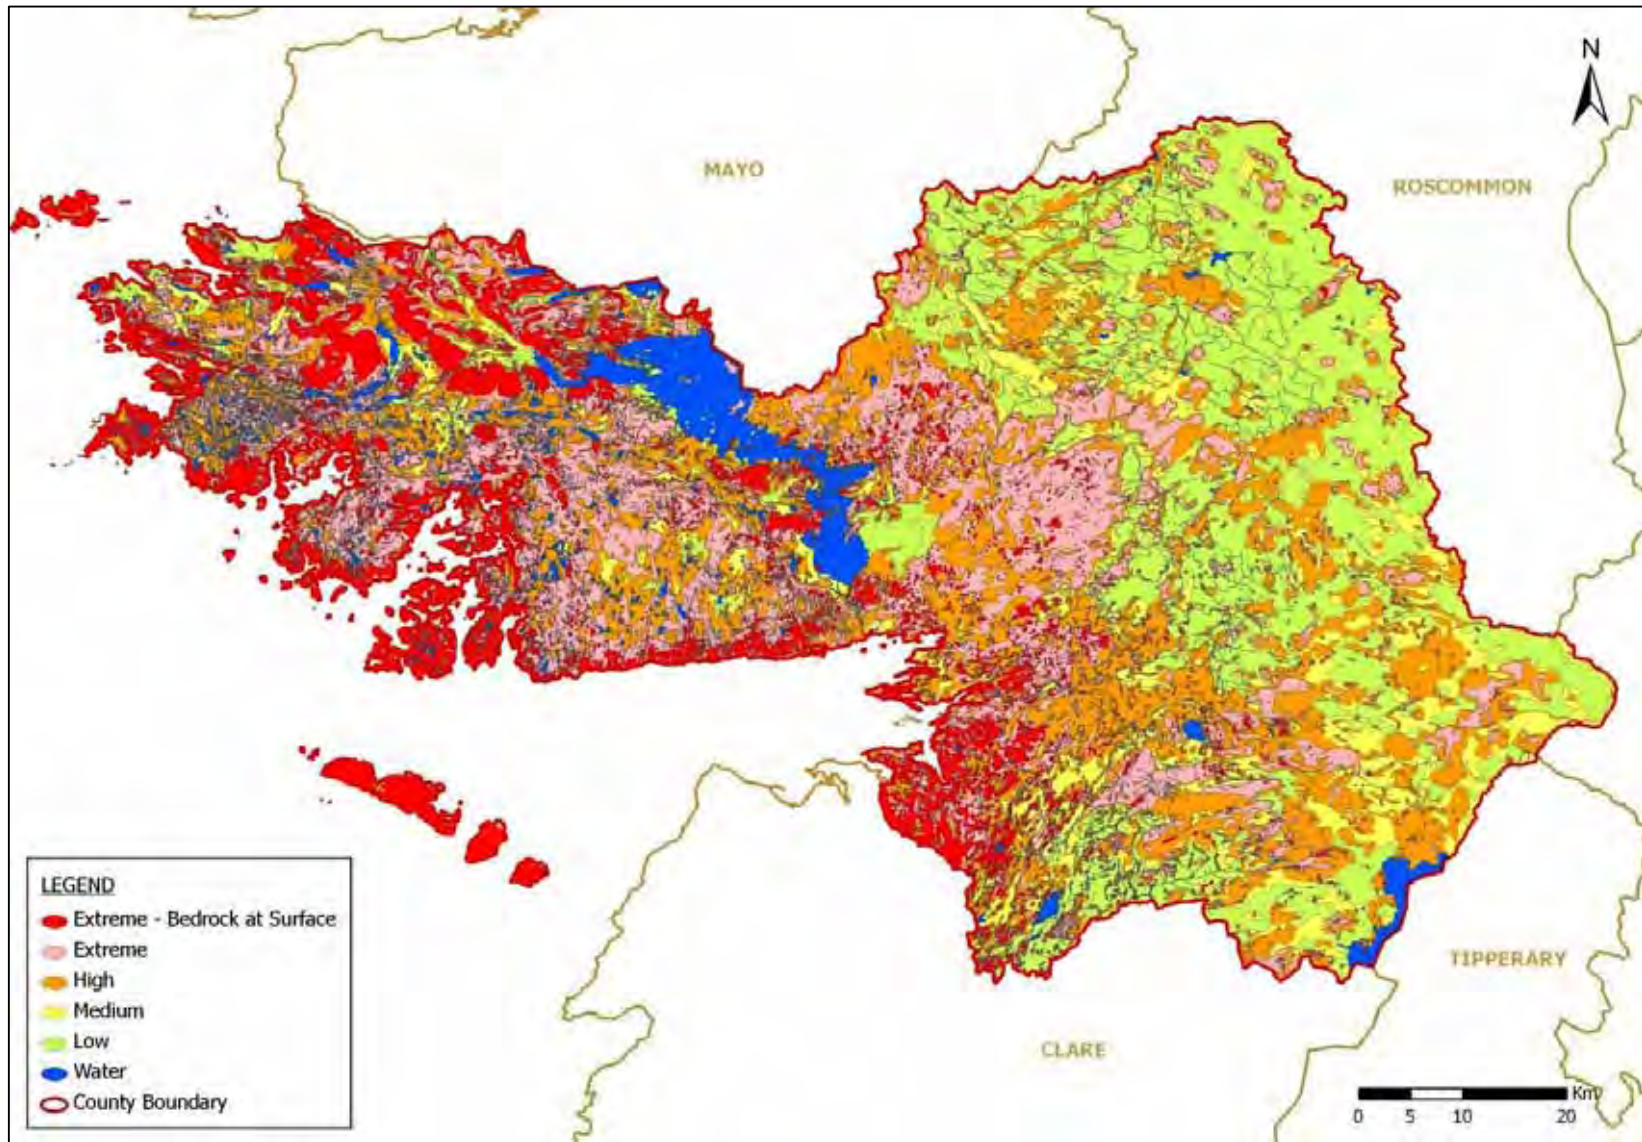 N
MAYO
ROSCOMMON
LEGEND
Extreme - Bedrock at Surface
Extreme
High
Medium
Low
Water
County Boundary
TIPPERARY
CLARE
Km
0 5 10 20